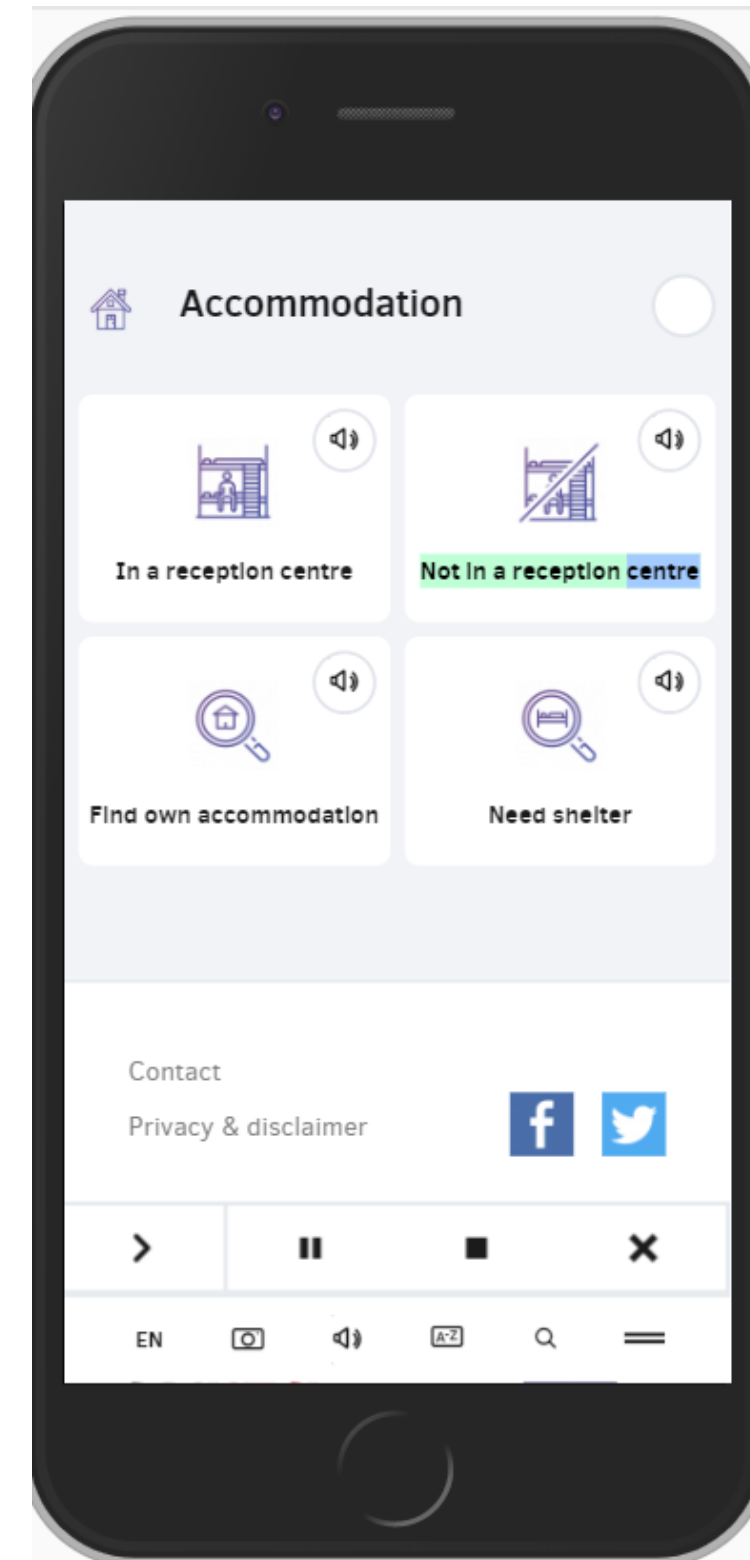 Accommodation
In a reception centre
Not in a reception centre
Find own accommodation
Need shelter
Contact
Privacy & disclaimer
f
EN
A-Z